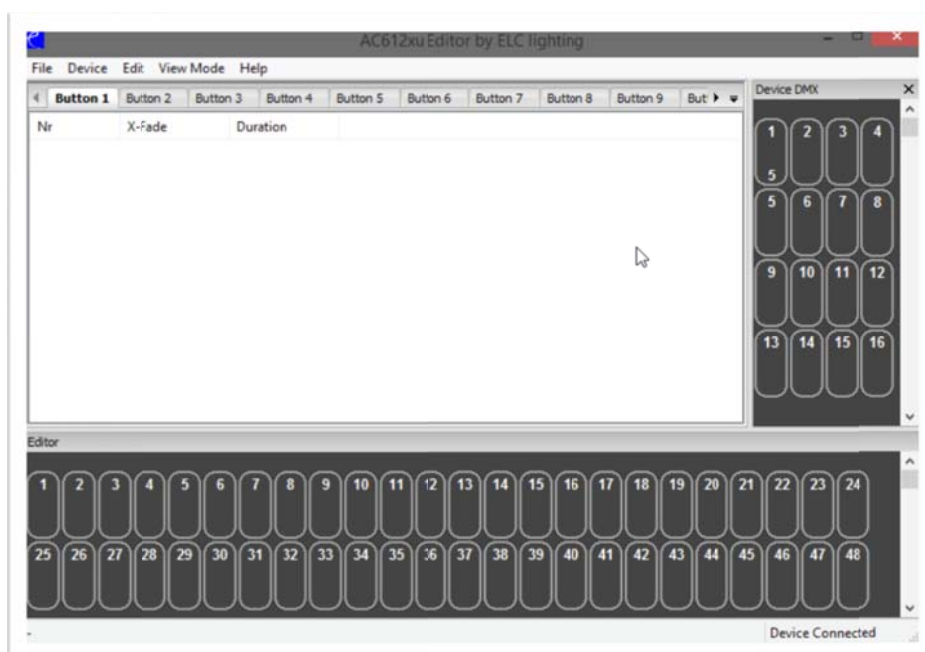 AC612xu Editor by ELC lighting
File Device Edit View Mode Help
Button 1 Button 2 Button 3 Button 4 Button 5 Button 6 Button 7 Button 8 Button 9 But
Nr X-Fade Duration
Device DMX
1 2 3 4
5
5 6 7 8
9 10 11 12
13 14 15 16
Editor
1 2 3 4 5 6 7 8 9 10 11 12 13 14 15 16 17 18 19 20 21 22 23 24
25 26 27 28 29 30 31 32 33 34 35 36 37 38 39 40 41 42 43 44 45 46 47 48
- Device Connected